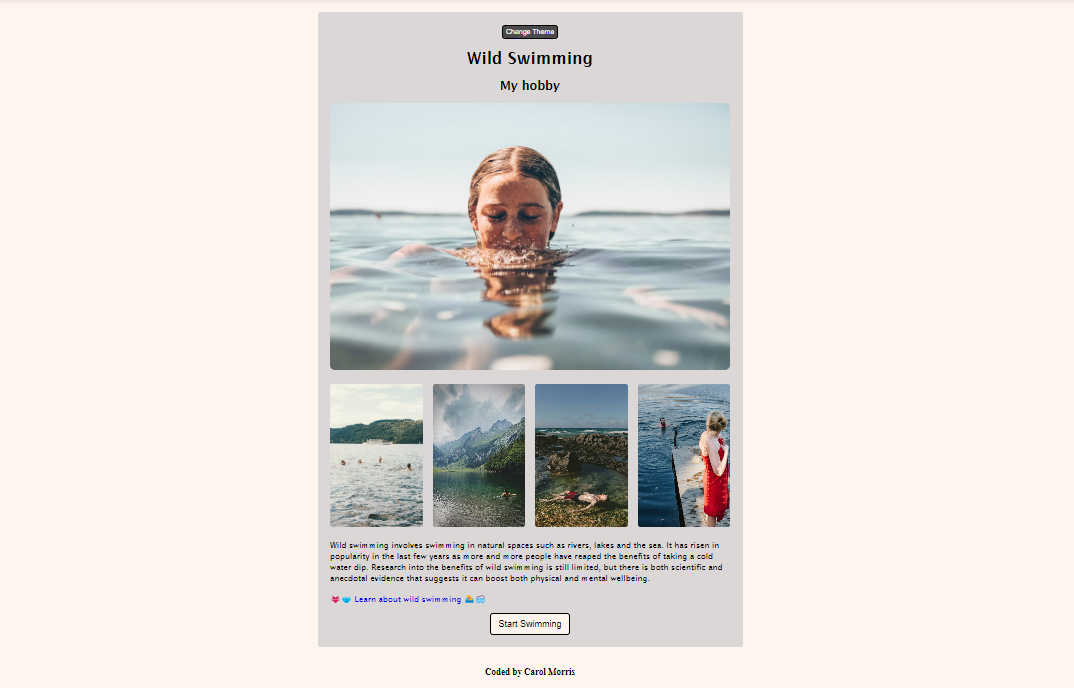 Change Theme
Wild Swimming
My hobby
Wild swimming involves swimming in natural spaces such as rivers, lakes and the sea. It has risen in
popularity in the last few years as more and more people have reaped the benefits of taking a cold
water dip. Research into the benefits of wild swimming is still limited, but there is both scientific and
anecdotal evidence that suggests it can boost both physical and mental wellbeing.
Learn about wild swimming
Start Swimming
Coded by Carol Morris